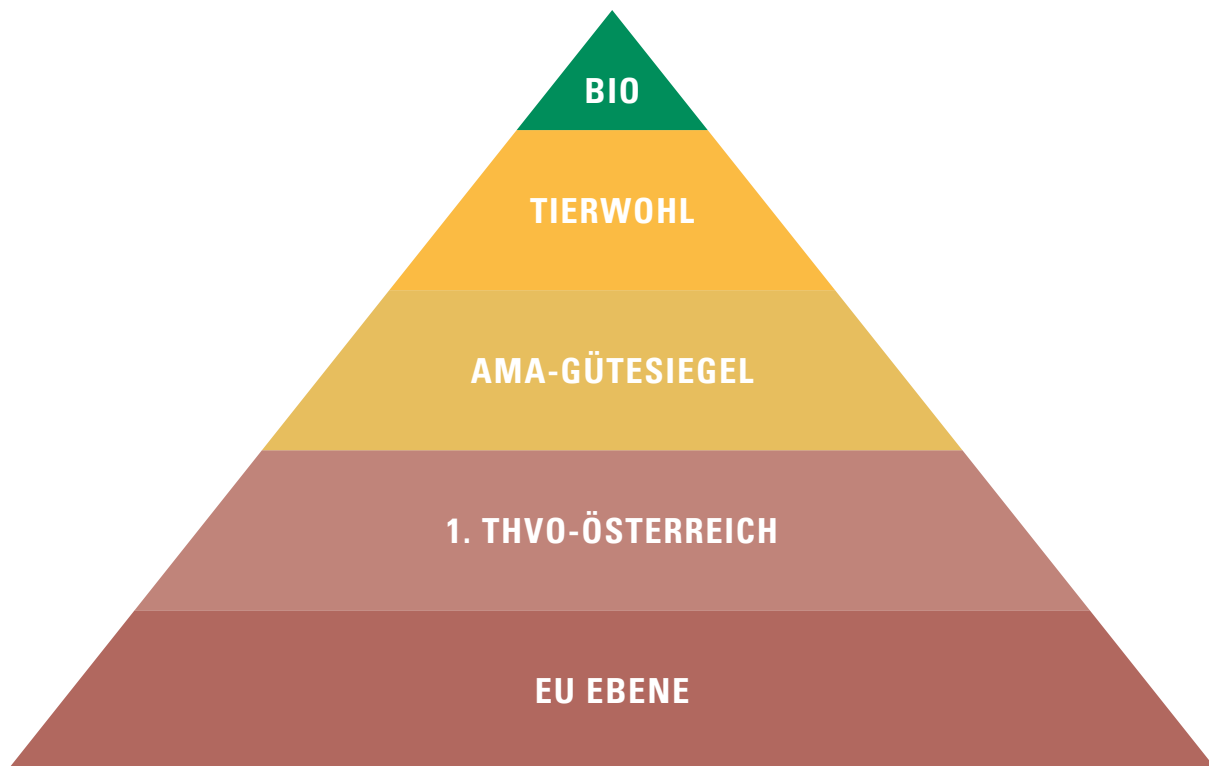 BIO
TIERWOHL
AMA-GÜTESIEGEL
1. THVO-ÖSTERREICH
EU EBENE